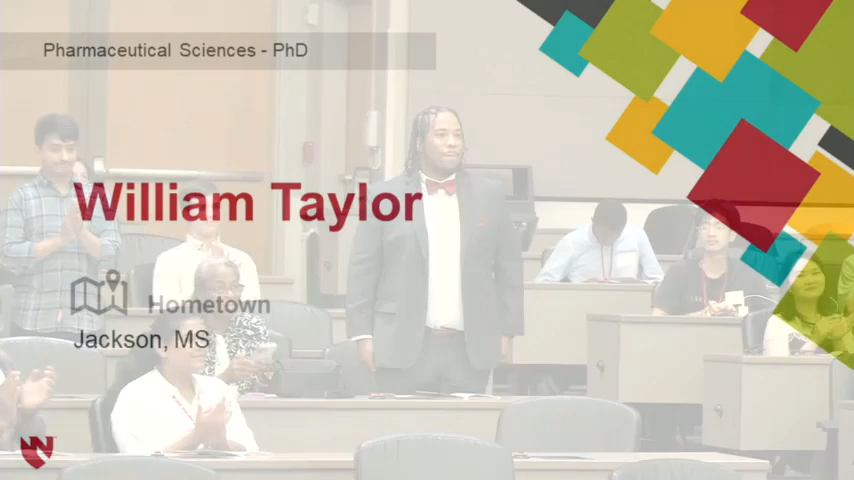 Pharmaceutical Sciences - PhD
William Taylor
Hometown
Jackson, MS